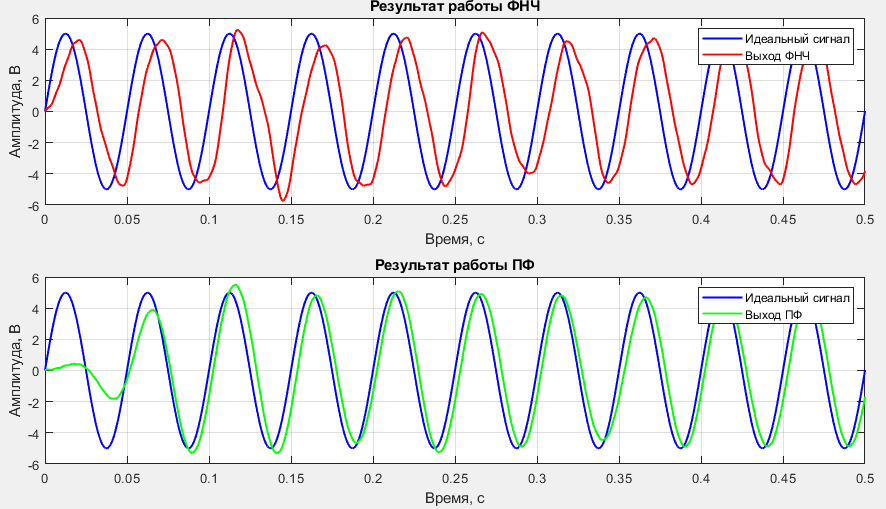 Результат работы ФНЧ
Амплитуда, В
6
4
2
0
-2
-4
-6
Идеальный сигнал
Выход ФНЧ
0 0.05 0.1 0.15 0.2 0.25 0.3 0.35 0.4 0.45 0.5
Время, с
Результат работы ПФ
Амплитуда, В
6
4
2
0
-2
-4
-6
Идеальный сигнал
Выход ПФ
0 0.05 0.1 0.15 0.2 0.25 0.3 0.35 0.4 0.45 0.5
Время, с